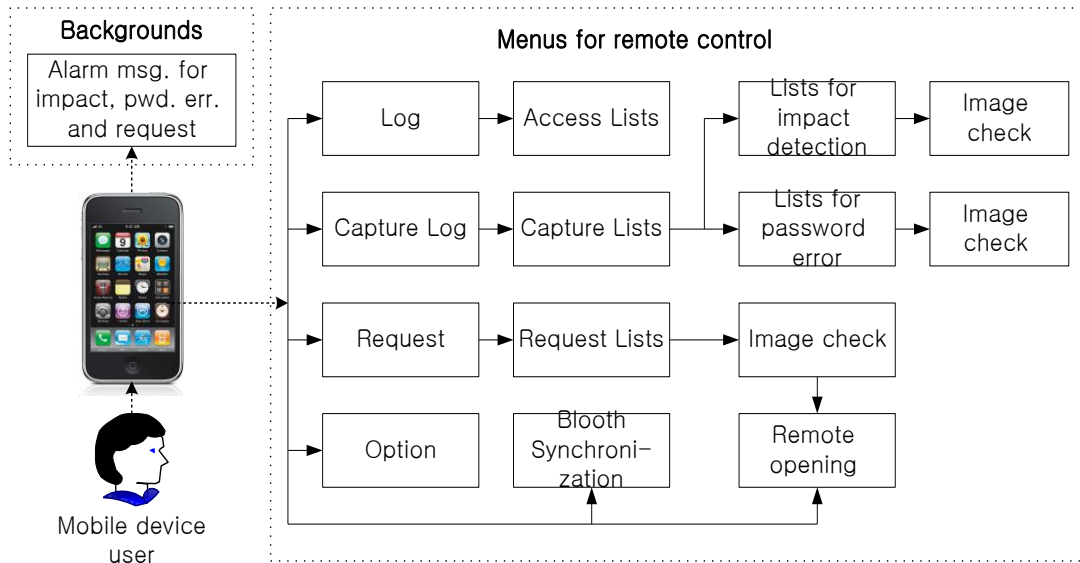 Backgrounds
Alarm msg. for
impact, pwd. err.
and request
Mobile device
user
Menus for remote control
Log
Access Lists
Lists for
impact
detection
Image
check
Capture Log
Capture Lists
Lists for
password
error
Image
check
Request
Request Lists
Image check
Option
Blooth
Synchroni-
zation
Remote
opening